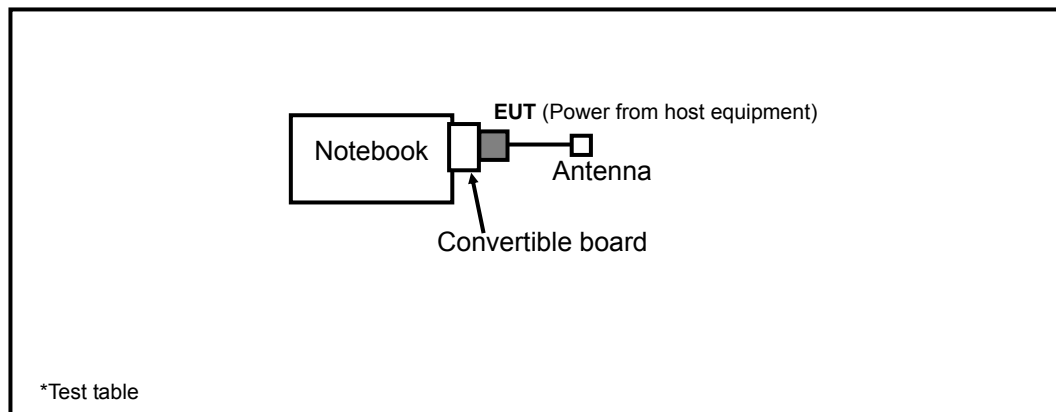 EUT (Power from host equipment)
Notebook
Antenna
Convertible board
*Test table